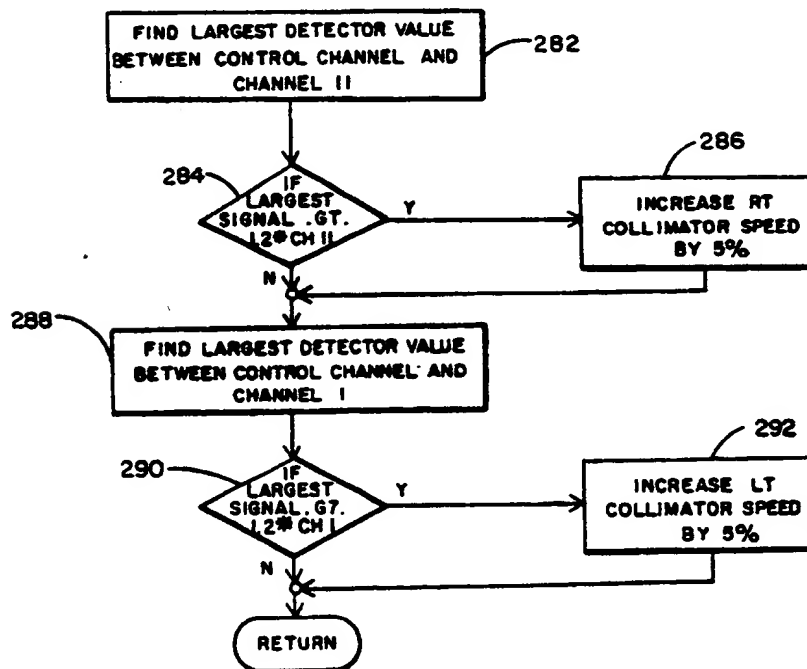 FIND LARGEST DETECTOR VALUE
BETWEEN CONTROL CHANNEL AND
CHANNEL II
282
284
IF
LARGEST
SIGNAL .GT.
1.2* CH II
Y
N
286
INCREASE RT
COLLIMATOR SPEED
BY 5%
288
FIND LARGEST DETECTOR VALUE
BETWEEN CONTROL CHANNEL AND
CHANNEL I
290
IF
LARGEST
SIGNAL .GT.
1.2* CH I
Y
N
292
INCREASE LT
COLLIMATOR SPEED
BY 5%
RETURN